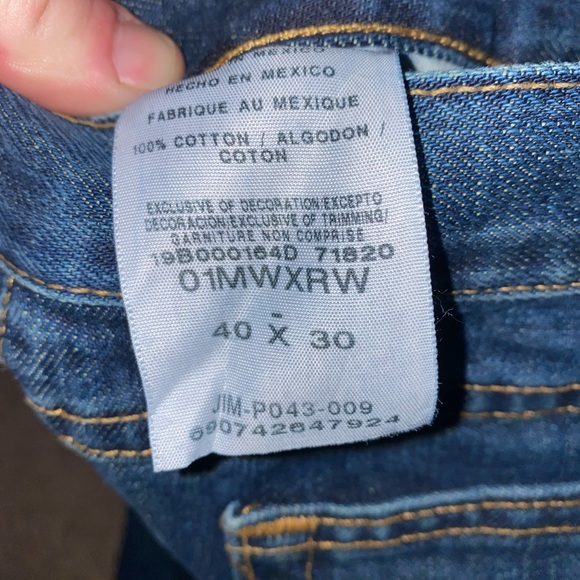 HECHO EN MEXICO
FABRIQUE AU MEXIQUE
100% COTTON / ALGODON /
COTON
EXCLUSIVE OF DECORATION/EXCEPTO
DECORACION/EXCLUSIVE OF TRIMMING/
GARNITURE NON COMPRISE
19B000164D 71820
01MWXRW
40 X 30
JIM-P043-009
690742647924